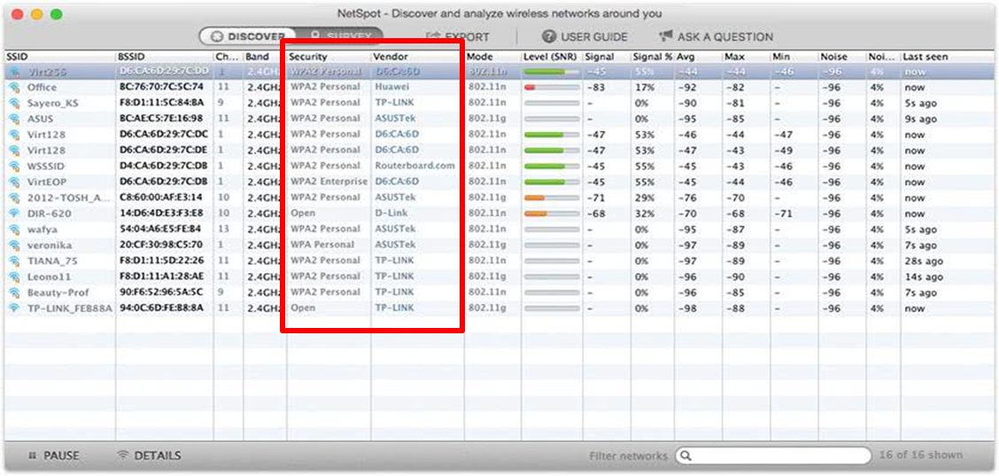 NetSpot - Discover and analyze wireless networks around you
DISCOVER SURVEY EXPORT USER GUIDE ASK A QUESTION
SSID BSSID Ch... Band Security Vendor Mode Level (SNR) Signal Signal % Avg Max Min Noise Noi... Last seen
Virt256 D6:CA:6D:29:7C:DD 1 2.4GHz WPA2 Personal D6:CA:6D 802.11n -45 55% -44 -44 -46 -96 4% now
Office BC:76:70:7C:5C:74 11 2.4GHz WPA2 Personal Huawei 802.11n -83 17% -92 -82 - -96 4% now
Sayero_KS F8:D1:11:5C:84:BA 9 2.4GHz WPA2 Personal TP-LINK 802.11n - 0% -90 -81 - -96 4% 5s ago
ASUS BC:AE:C5:7E:16:98 11 2.4GHz WPA2 Personal ASUSTek 802.11g - 0% -95 -85 - -96 4% 9s ago
Virt128 D6:CA:6D:29:7C:DC 1 2.4GHz WPA2 Personal D6:CA:6D 802.11n -47 53% -46 -44 -47 -96 4% now
Virt128 D6:CA:6D:29:7C:DE 1 2.4GHz WPA2 Personal D6:CA:6D 802.11n -47 53% -47 -43 -49 -96 4% now
WSSSID D4:CA:6D:29:7C:DB 1 2.4GHz WPA2 Personal Routerboard.com 802.11n -45 55% -45 -43 -46 -96 4% now
VirtEOP D6:CA:6D:29:7C:DB 1 2.4GHz WPA2 Enterprise D6:CA:6D 802.11n -45 55% -45 -44 -46 -96 4% now
2012-TOSH_A... C8:60:00:AF:E3:14 10 2.4GHz WPA2 Personal ASUSTek 802.11g -71 29% -76 -70 - -96 4% now
DIR-620 14:D6:4D:E3:F3:E8 10 2.4GHz Open D-Link 802.11n -68 32% -70 -68 -71 -96 4% now
wafya 54:04:A6:E5:FE:B4 13 2.4GHz WPA2 Personal ASUSTek 802.11n - 0% -95 -87 - -96 4% 5s ago
veronika 20:CF:30:98:C5:70 1 2.4GHz WPA Personal ASUSTek 802.11g - 0% -97 -89 - -96 4% 7s ago
TIANA_75 F8:D1:11:5D:22:26 11 2.4GHz WPA2 Personal TP-LINK 802.11n - 0% -97 -89 - -96 4% 28s ago
Leono11 F8:D1:11:A1:28:AE 11 2.4GHz WPA2 Personal TP-LINK 802.11n - 0% -96 -90 - -96 4% 14s ago
Beauty-Prof 90:F6:52:96:5A:5C 9 2.4GHz WPA2 Personal TP-LINK 802.11n - 0% -96 -85 - -96 4% 7s ago
TP-LINK_FEB88A 94:0C:6D:FE:B8:8A 11 2.4GHz Open TP-LINK 802.11g - 0% -98 -88 - -96 4% now
PAUSE DETAILS Filter networks 16 of 16 shown